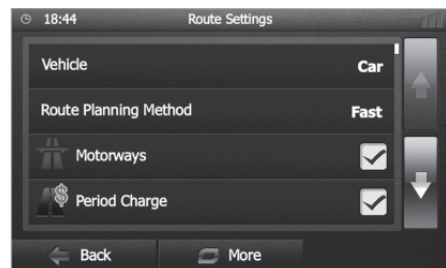 18:44 Route Settings
Vehicle Car
Route Planning Method Fast
Motorways
Period Charge
Back More